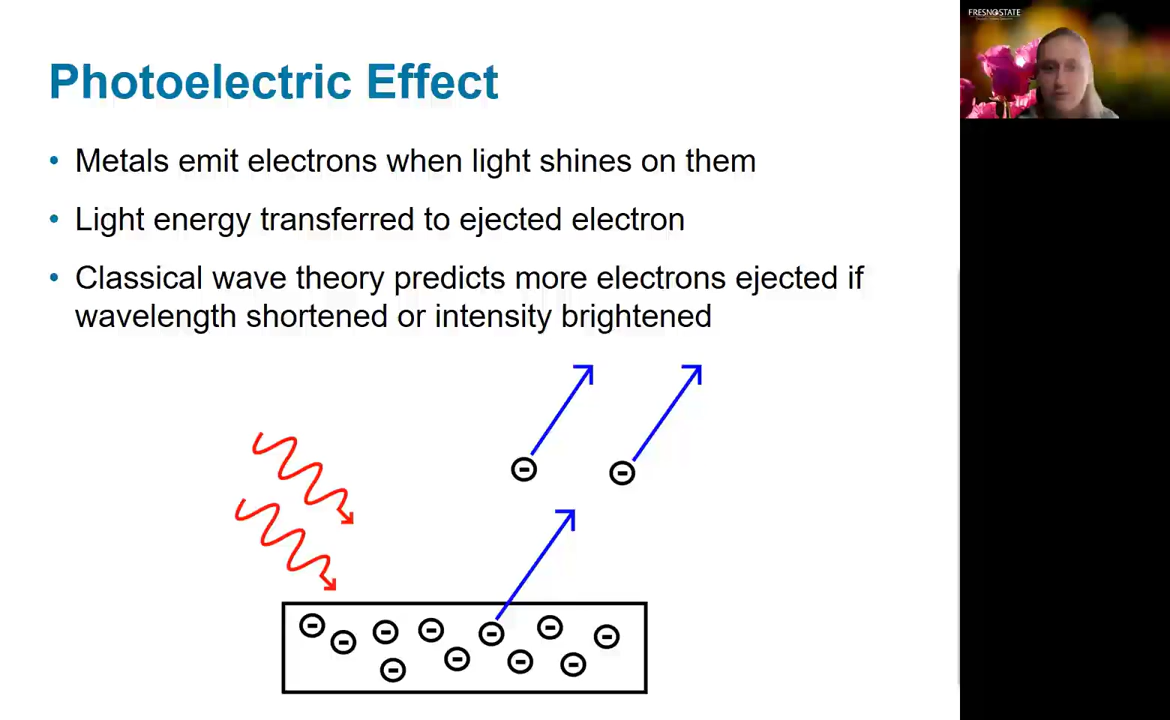 Photoelectric Effect
• Metals emit electrons when light shines on them
• Light energy transferred to ejected electron
• Classical wave theory predicts more electrons ejected if
wavelength shortened or intensity brightened
FRESNO STATE